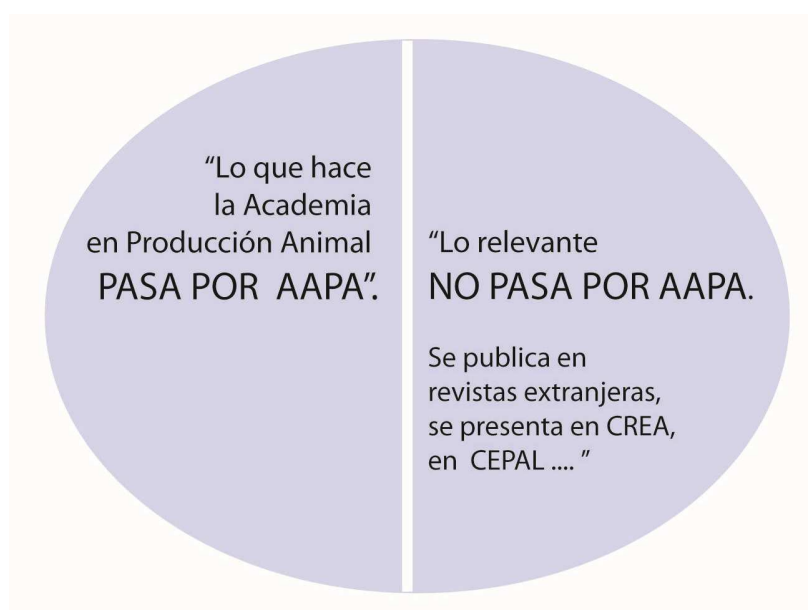 “Lo que hace
la Academia
en Producción Animal
PASA POR AAPA”.
“Lo relevante
NO PASA POR AAPA.
Se publica en
revistas extranjeras,
se presenta en CREA,
en CEPAL .... ”